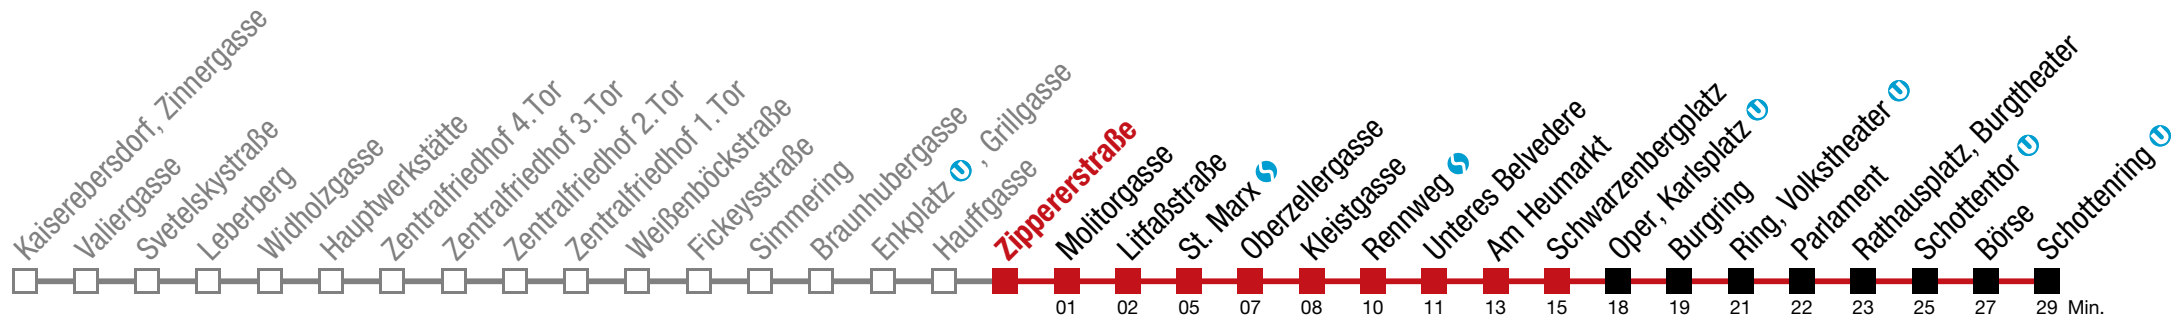 Kaiserebersdorf, Zinnergasse
Valiergasse
Svetelskystraße
Leberberg
Widholzgasse
Hauptwerkstätte
Zentralfriedhof 4.Tor
Zentralfriedhof 3.Tor
Zentralfriedhof 2.Tor
Zentralfriedhof 1.Tor
Weißenböckstraße
Fickeysstraße
Simmering
Braunhubergasse
Enkplatz U , Grillgasse
Hauffgasse
Zippererstraße
Molitorgasse
Litfaßstraße
St. Marx S
Oberzellergasse
Kleistgasse
Rennweg S
Unteres Belvedere
Am Heumarkt
Schwarzenbergplatz
Oper, Karlsplatz U
Burgring
Ring, Volkstheater U
Parlament
Rathausplatz, Burgtheater
Schottentor U
Börse
Schottenring U
01 02 05 07 08 10 11 13 15 18 19 21 22 23 25 27 29 Min.